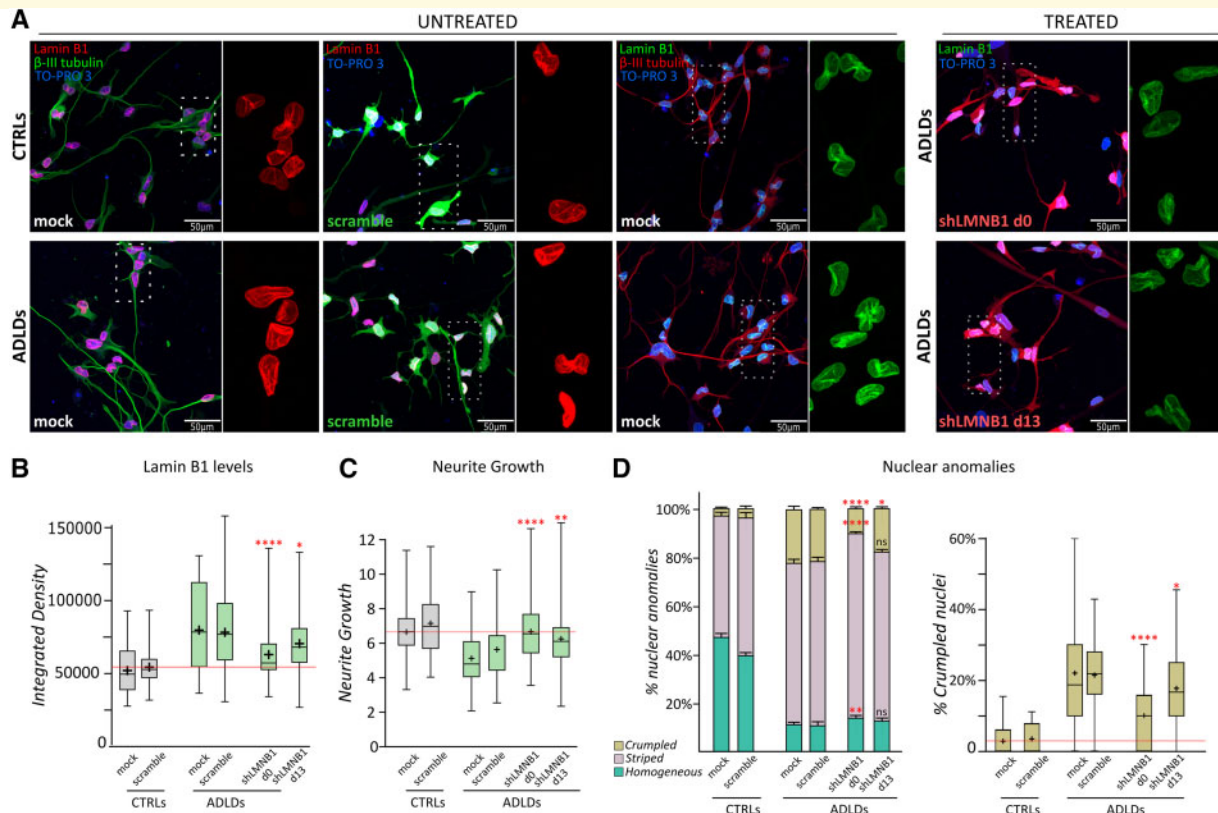 A
UNTREATED
TREATED
CTRLs
Lamin B1
β-III tubulin
TO-PRO 3
mock
50µm
scramble
50µm
Lamin B1
β-III tubulin
TO-PRO 3
mock
50µm
ADLDs
Lamin B1
TO-PRO 3
shLMNB1 d0
50µm
ADLDs
mock
50µm
scramble
50µm
mock
50µm
ADLDs
shLMNB1 d13
50µm
B
Lamin B1 levels
Integrated Density
150000
100000
50000
0
****
*
mock
scramble
mock
scramble
shLMNB1 d0
shLMNB1 d13
CTRLs
ADLDs
C
Neurite Growth
Neurite Growth
12
10
8
6
4
2
0
****
**
mock
scramble
mock
scramble
shLMNB1 d0
shLMNB1 d13
CTRLs
ADLDs
D
Nuclear anomalies
% nuclear anomalies
100%
80%
60%
40%
20%
****
****
*
ns
**
ns
Crumpled
Striped
Homogeneous
mock
scramble
mock
scramble
shLMNB1 d0
shLMNB1 d13
CTRLs
ADLDs
% Crumpled nuclei
60%
40%
20%
0%
****
*
mock
scramble
mock
scramble
shLMNB1 d0
shLMNB1 d13
CTRLs
ADLDs